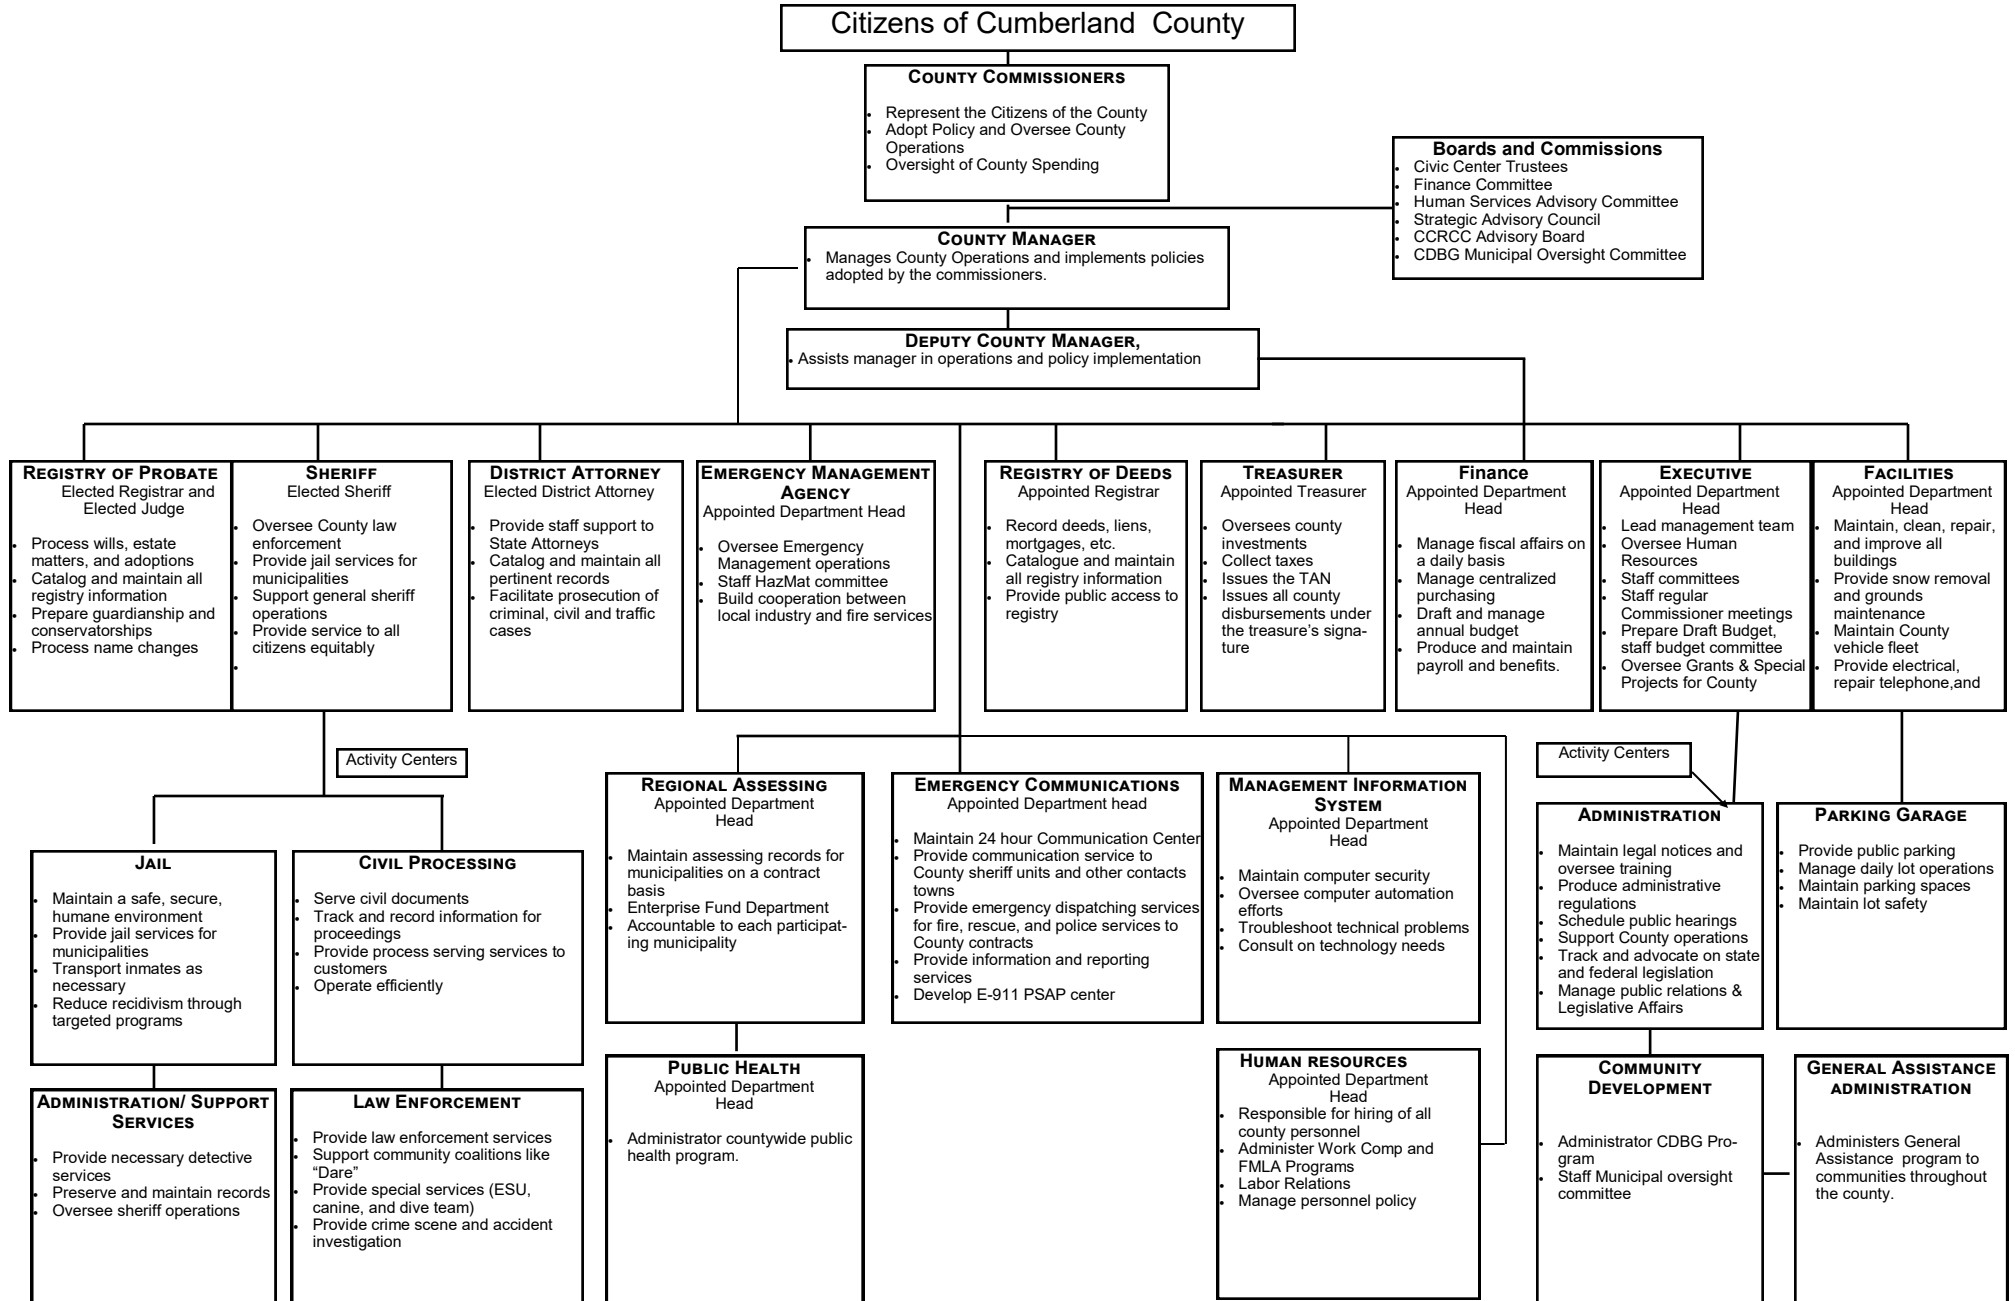 Citizens of Cumberland County
COUNTY COMMISSIONERS
• Represent the Citizens of the County
• Adopt Policy and Oversee County
Operations
• Oversight of County Spending
Boards and Commissions
• Civic Center Trustees
• Finance Committee
• Human Services Advisory Committee
• Strategic Advisory Council
• CCRCC Advisory Board
• CDBG Municipal Oversight Committee
COUNTY MANAGER
• Manages County Operations and implements policies
adopted by the commissioners.
DEPUTY COUNTY MANAGER,
• Assists manager in operations and policy implementation
REGISTRY OF PROBATE
Elected Registrar and
Elected Judge
• Process wills, estate
matters, and adoptions
• Catalog and maintain all
registry information
• Prepare guardianship and
conservatorships
• Process name changes
SHERIFF
Elected Sheriff
• Oversee County law
enforcement
• Provide jail services for
municipalities
• Support general sheriff
operations
• Provide service to all
citizens equitably
•
DISTRICT ATTORNEY
Elected District Attorney
• Provide staff support to
State Attorneys
• Catalog and maintain all
pertinent records
• Facilitate prosecution of
criminal, civil and traffic
cases
EMERGENCY MANAGEMENT
AGENCY
Appointed Department Head
• Oversee Emergency
Management operations
• Staff HazMat committee
• Build cooperation between
local industry and fire services
REGISTRY OF DEEDS
Appointed Registrar
• Record deeds, liens,
mortgages, etc.
• Catalogue and maintain
all registry information
• Provide public access to
registry
TREASURER
Appointed Treasurer
• Oversees county
investments
• Collect taxes
• Issues the TAN
• Issues all county
disbursements under
the treasure’s signa-
ture
Finance
Appointed Department
Head
• Manage fiscal affairs on
a daily basis
• Manage centralized
purchasing
• Draft and manage
annual budget
• Produce and maintain
payroll and benefits.
EXECUTIVE
Appointed Department
Head
• Lead management team
• Oversee Human
Resources
• Staff committees
• Staff regular
Commissioner meetings
• Prepare Draft Budget,
staff budget committee
• Oversee Grants & Special
Projects for County
FACILITIES
Appointed Department
Head
• Maintain, clean, repair,
and improve all
buildings
• Provide snow removal
and grounds
maintenance
• Maintain County
vehicle fleet
• Provide electrical,
repair telephone,and
Activity Centers
JAIL
• Maintain a safe, secure,
humane environment
• Provide jail services for
municipalities
• Transport inmates as
necessary
• Reduce recidivism through
targeted programs
CIVIL PROCESSING
• Serve civil documents
• Track and record information for
proceedings
• Provide process serving services to
customers
• Operate efficiently
REGIONAL ASSESSING
Appointed Department
Head
• Maintain assessing records for
municipalities on a contract
basis
• Enterprise Fund Department
• Accountable to each participat-
ing municipality
EMERGENCY COMMUNICATIONS
Appointed Department head
• Maintain 24 hour Communication Center
• Provide communication service to
County sheriff units and other contacts
towns
• Provide emergency dispatching services
for fire, rescue, and police services to
County contracts
• Provide information and reporting
services
• Develop E-911 PSAP center
MANAGEMENT INFORMATION
SYSTEM
Appointed Department
Head
• Maintain computer security
• Oversee computer automation
efforts
• Troubleshoot technical problems
• Consult on technology needs
Activity Centers
ADMINISTRATION
• Maintain legal notices and
oversee training
• Produce administrative
regulations
• Schedule public hearings
• Support County operations
• Track and advocate on state
and federal legislation
• Manage public relations &
Legislative Affairs
PARKING GARAGE
• Provide public parking
• Manage daily lot operations
• Maintain parking spaces
• Maintain lot safety
ADMINISTRATION/ SUPPORT
SERVICES
• Provide necessary detective
services
• Preserve and maintain records
• Oversee sheriff operations
LAW ENFORCEMENT
• Provide law enforcement services
• Support community coalitions like
“Dare”
• Provide special services (ESU,
canine, and dive team)
• Provide crime scene and accident
investigation
PUBLIC HEALTH
Appointed Department
Head
• Administrator countywide public
health program.
HUMAN RESOURCES
Appointed Department
Head
• Responsible for hiring of all
county personnel
• Administer Work Comp and
FMLA Programs
• Labor Relations
• Manage personnel policy
COMMUNITY
DEVELOPMENT
• Administrator CDBG Pro-
gram
• Staff Municipal oversight
committee
GENERAL ASSISTANCE
ADMINISTRATION
• Administers General
Assistance program to
communities throughout
the county.